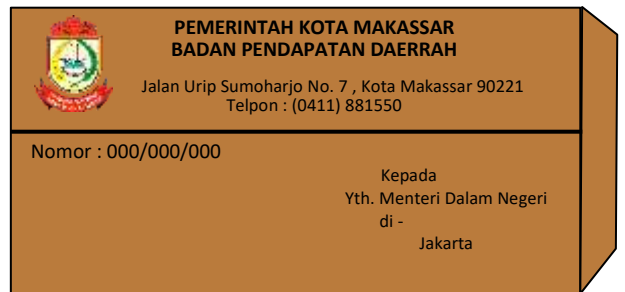 PEMERINTAH KOTA MAKASSAR
BADAN PENDAPATAN DAERRAH
Jalan Urip Sumoharjo No. 7 , Kota Makassar 90221
Telpon : (0411) 881550
Nomor : 000/000/000
Kepada
Yth. Menteri Dalam Negeri
di -
Jakarta